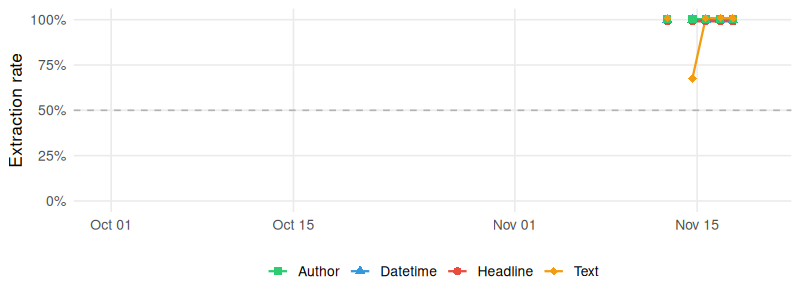 Extraction rate
100%
75%
50%
25%
0%
Oct 01 Oct 15 Nov 01 Nov 15
Author Datetime Headline Text